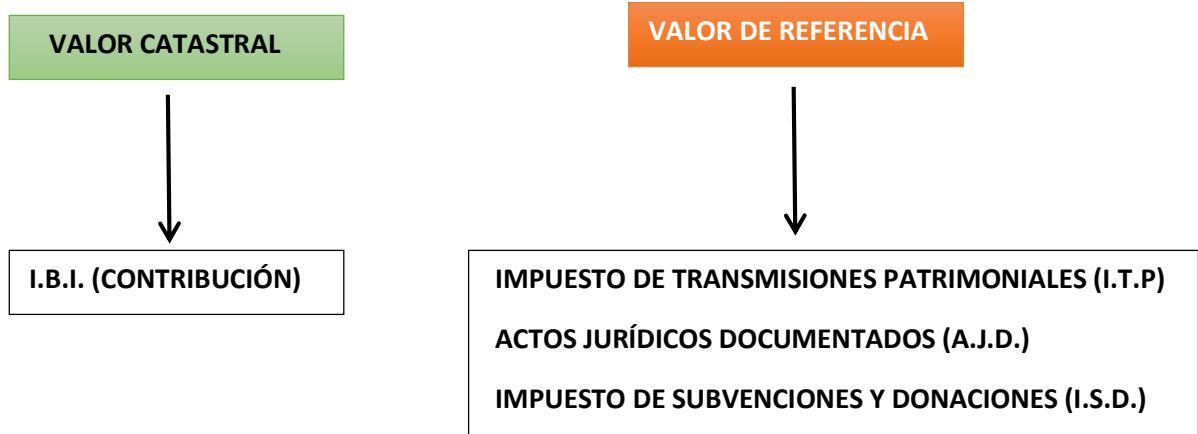 VALOR CATASTRAL
VALOR DE REFERENCIA
I.B.I. (CONTRIBUCIÓN)
IMPUESTO DE TRANSMISIONES PATRIMONIALES (I.T.P)
ACTOS JURÍDICOS DOCUMENTADOS (A.J.D.)
IMPUESTO DE SUBVENCIONES Y DONACIONES (I.S.D.)